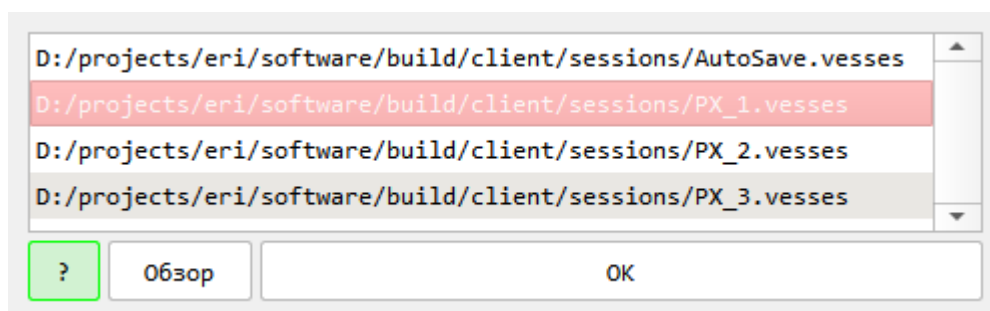 D:/projects/eri/software/build/client/sessions/AutoSave.vesses
D:/projects/eri/software/build/client/sessions/PX_1.vesses
D:/projects/eri/software/build/client/sessions/PX_2.vesses
D:/projects/eri/software/build/client/sessions/PX_3.vesses
? Обзор OK